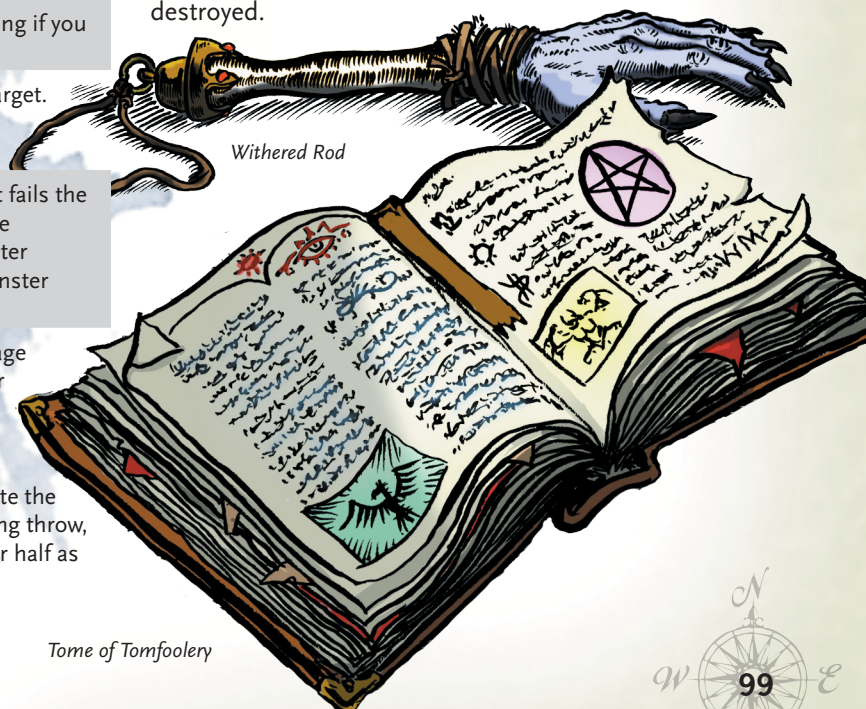 ng if you
arget.
t fails the
e
ter
nster
ge
r
te the
ng throw,
r half as
destroyed.
Withered Rod
Tome of Tomfoolery
N
W
E
99